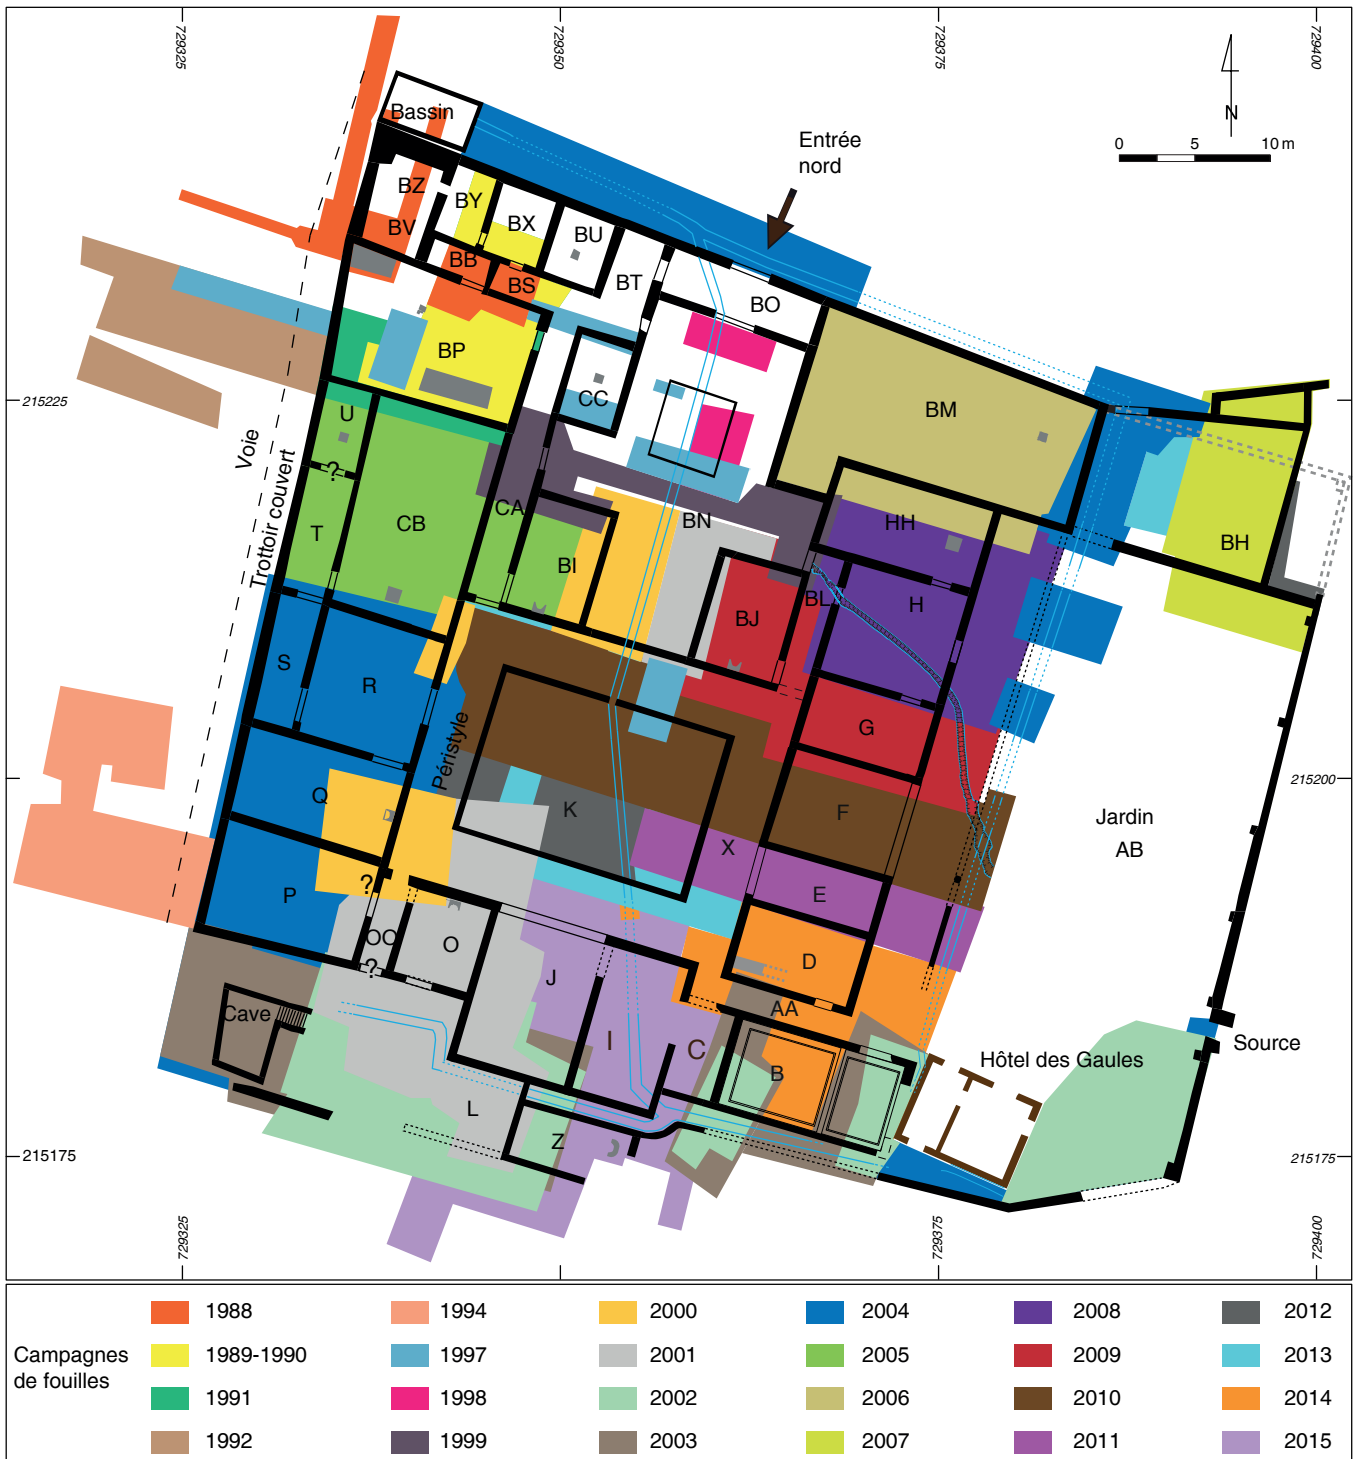 729325
729350
729375
729400
Bassin
Entrée
nord
N
0 5 10 m
BZ
BY
BV
BX
BU
BB
BS
BT
BO
BP
CC
BM
215225
U
?
Voie
Trottoir couvert
T
CB
CA
BN
HH
BH
BI
BJ
BL
H
S
R
Péristyle
G
215200
Q
K
F
Jardin
AB
X
?
P
E
OO
O
?
J
D
AA
Cave
I
C
B
Hôtel des Gaules
Source
L
Z
215175
215175
729325
729375
729400
Campagnes
de fouilles
1988
1989-1990
1991
1992
1994
1997
1998
1999
2000
2001
2002
2003
2004
2005
2006
2007
2008
2009
2010
2011
2012
2013
2014
2015